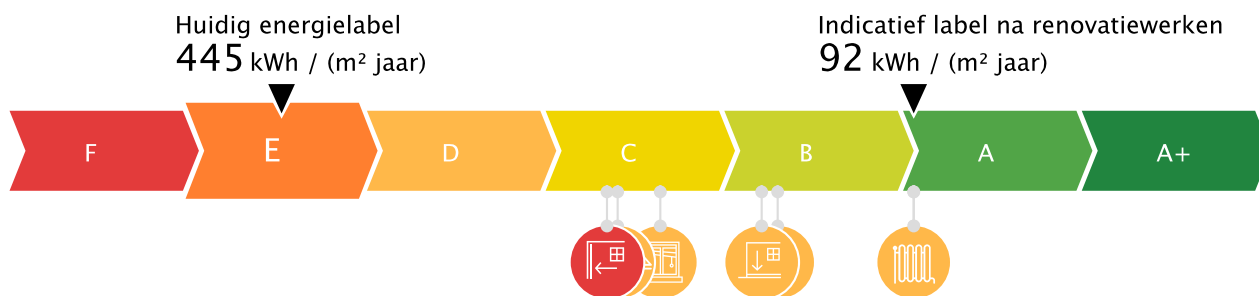 Huidig energielabel
445 kWh / (m² jaar)
Indicatief label na renovatiewerken
92 kWh / (m² jaar)
F E D C B A A+